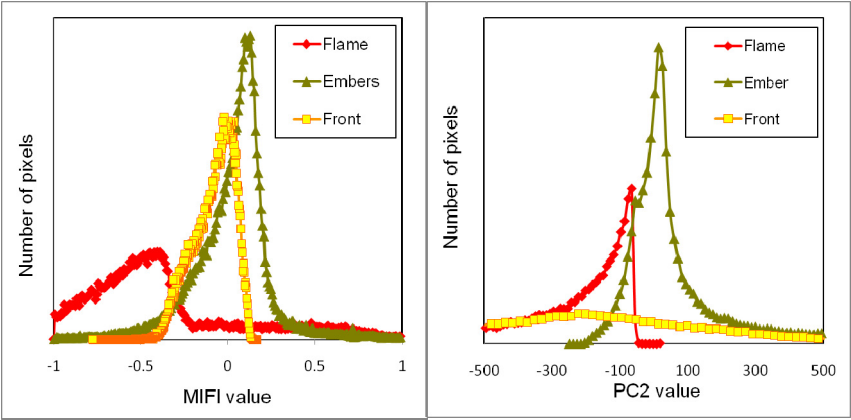 Flame
Embers
Front
Number of pixels
-1 -0.5 0 0.5 1
MIFI value
Flame
Ember
Front
Number of pixels
-500 -300 -100 100 300 500
PC2 value